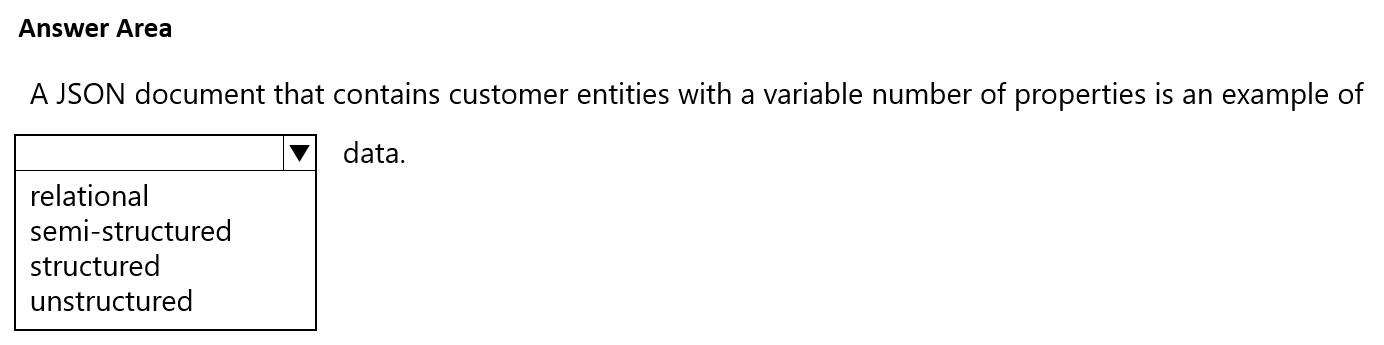 Answer Area
A JSON document that contains customer entities with a variable number of properties is an example of
data.
relational
semi-structured
structured
unstructured